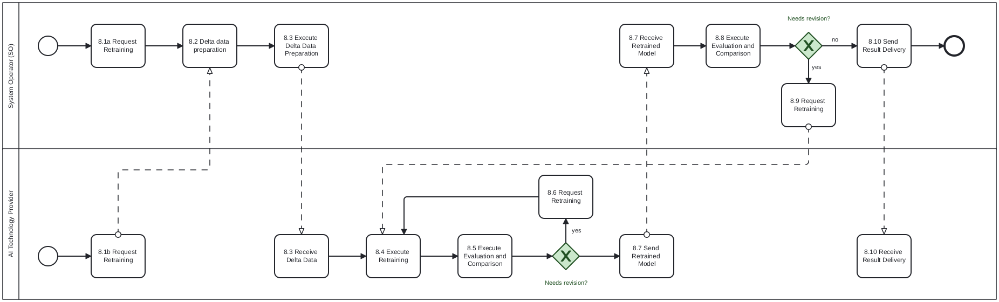 System Operator (SO)
8.1a Request
Retraining
8.2 Delta data
preparation
8.3 Execute
Delta Data
Preparation
8.7 Receive
Retrained
Model
8.8 Execute
Evaluation and
Comparison
Needs revision?
no
yes
8.10 Send
Result Delivery
8.9 Request
Retraining
AI Technology Provider
8.1b Request
Retraining
8.3 Receive
Delta Data
8.4 Execute
Retraining
8.5 Execute
Evaluation and
Comparison
8.6 Request
Retraining
yes
Needs revision?
8.7 Send
Retrained
Model
8.10 Receive
Result Delivery